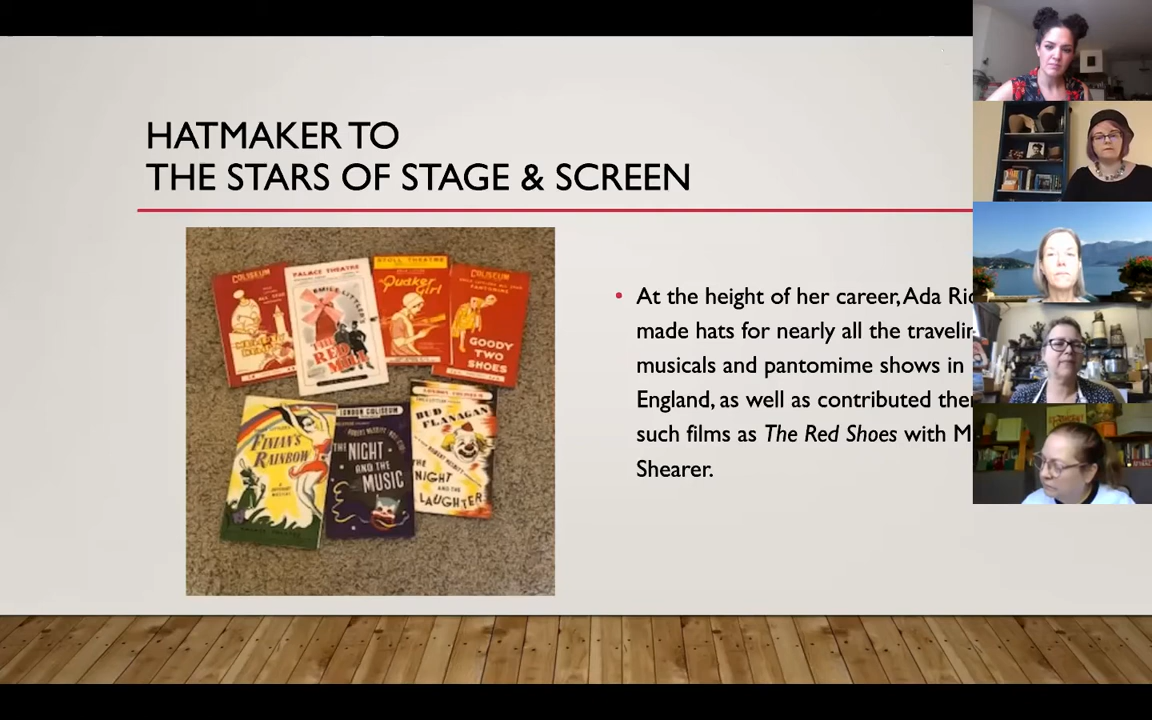 HATMAKER TO
THE STARS OF STAGE & SCREEN
COLISEUM
PALACE THEATRE
EMILE LITTLER'S
THE
RED
MILL
STOLL THEATRE
The
Quaker
Girl
COLISEUM
PANTOMIME
GOODY
TWO
SHOES
FINIAN'S
RAINBOW
LONDON COLISEUM
THE NIGHT
AND THE
MUSIC
BUD FLANAGAN
THE
NIGHT
AND THE
LAUGHTER
• At the height of her career, Ada
made hats for nearly all the
musicals and pantomime shows in
England, as well as contributed
such films as The Red Shoes with
Shearer.